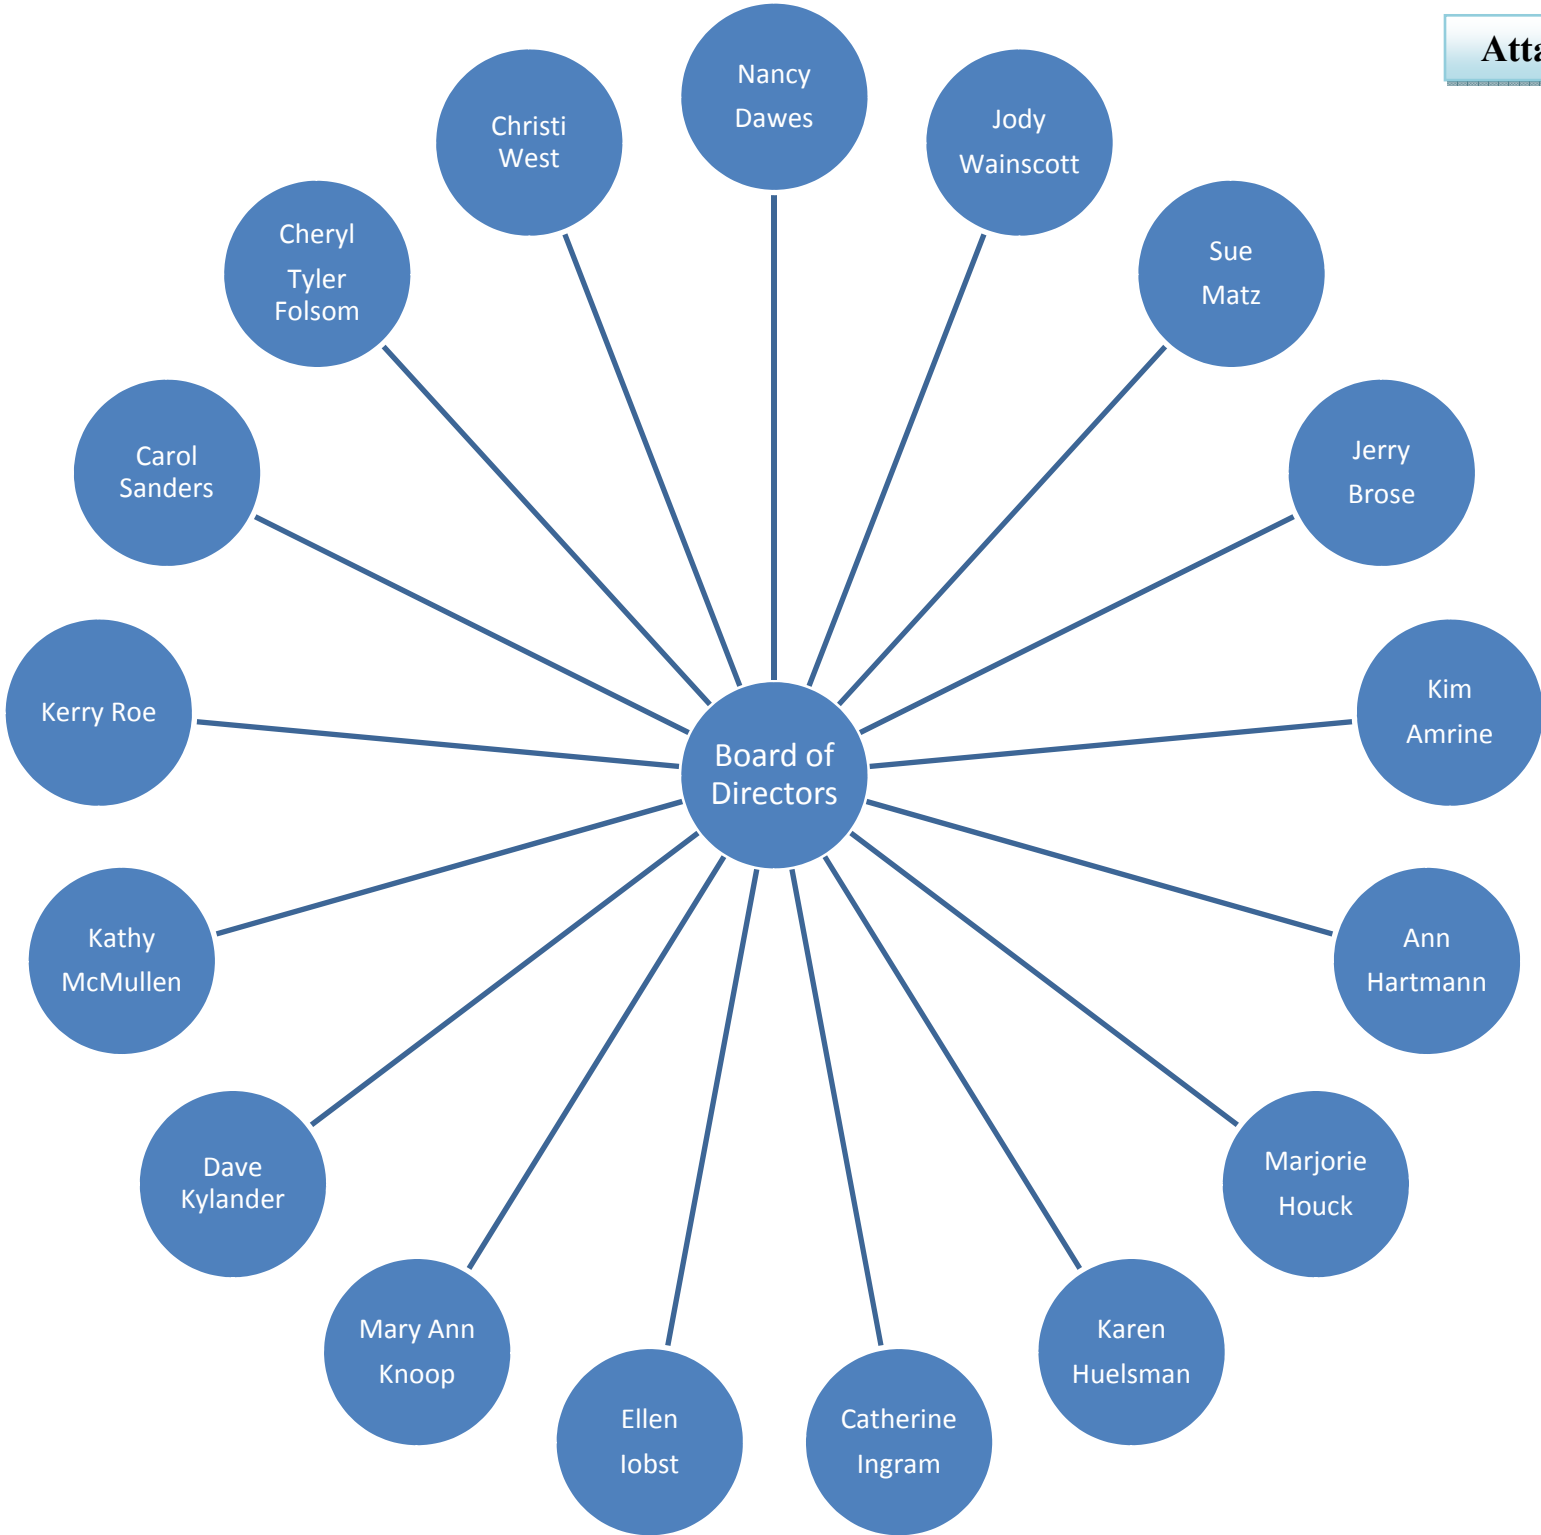 Nancy
Dawes
Jody
Wainscott
Sue
Matz
Jerry
Brose
Kim
Amrine
Ann
Hartmann
Marjorie
Houck
Karen
Huelsman
Catherine
Ingram
Ellen
Iobst
Mary Ann
Knoop
Dave
Kylander
Kathy
McMullen
Kerry Roe
Carol
Sanders
Cheryl
Tyler
Folsom
Christi
West
Board of
Directors